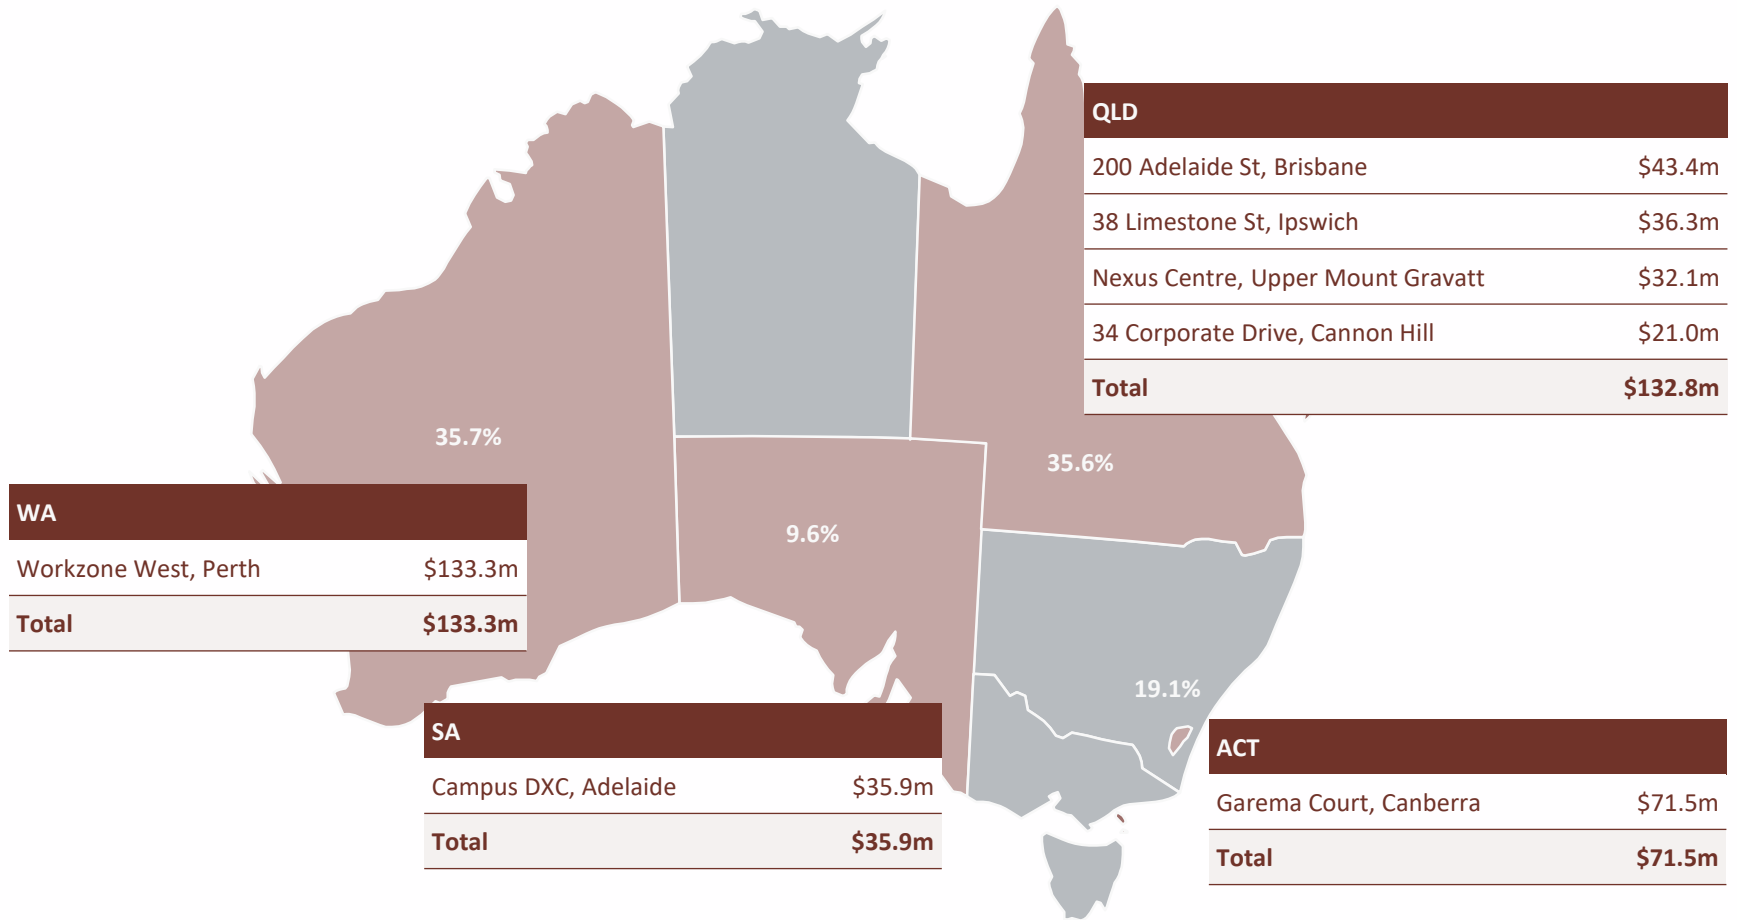 QLD
200 Adelaide St, Brisbane $43.4m
38 Limestone St, Ipswich $36.3m
Nexus Centre, Upper Mount Gravatt $32.1m
34 Corporate Drive, Cannon Hill $21.0m
Total $132.8m
35.7%
35.6%
WA
Workzone West, Perth $133.3m
Total $133.3m
9.6%
19.1%
SA
Campus DXC, Adelaide $35.9m
Total $35.9m
ACT
Garema Court, Canberra $71.5m
Total $71.5m